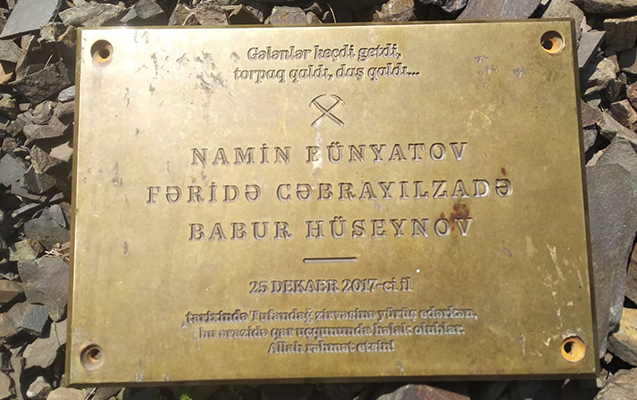 Gələnlər keçdi getdi,
torpaq qaldı, daş qaldı...
NAMİN BÜNYATOV
FƏRİDƏ CƏBRAYILZADƏ
BABUR HÜSEYNOV
25 DEKABR 2017-ci il
tarixində Tufandağ zirvəsinə yürüş edərkən,
bu ərazidə qar uçqununda həlak olublar.
Allah rəhmət etsin!